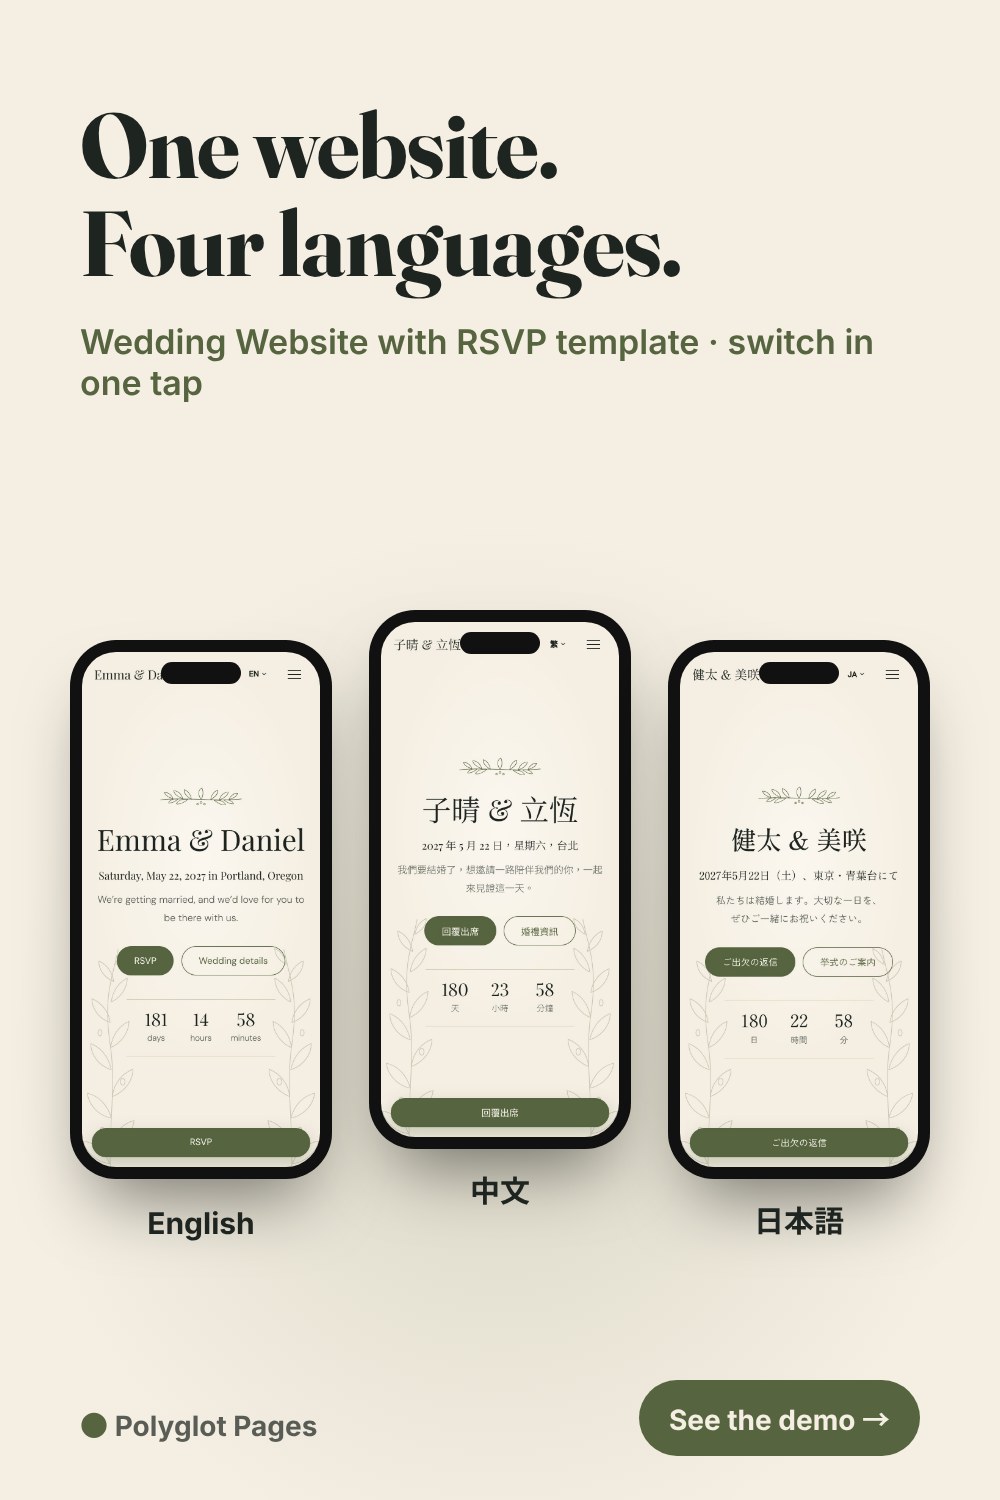 One website.
Four languages.
Wedding Website with RSVP template · switch in
one tap
Emma & Da
EN
Emma & Daniel
Saturday, May 22, 2027 in Portland, Oregon
We're getting married, and we'd love for you to
be there with us.
RSVP
Wedding details
181 14 58
days hours minutes
RSVP
English
子晴 & 立恆
繁
子晴 & 立恆
2027 年 5 月 22 日，星期六，台北
我們要結婚了，想邀請一路陪伴我們的你，一起
來見證這一天。
回覆出席
婚禮資訊
180 23 58
天 小時 分鐘
回覆出席
中文
健太 & 美咲
JA
健太 & 美咲
2027年5月22日（土）、東京・青葉台にて
私たちは結婚します。大切な一日を、
ぜひご一緒にお祝いください。
ご出欠の返信
挙式のご案内
180 22 58
日 時間 分
ご出欠の返信
日本語
Polyglot Pages
See the demo →